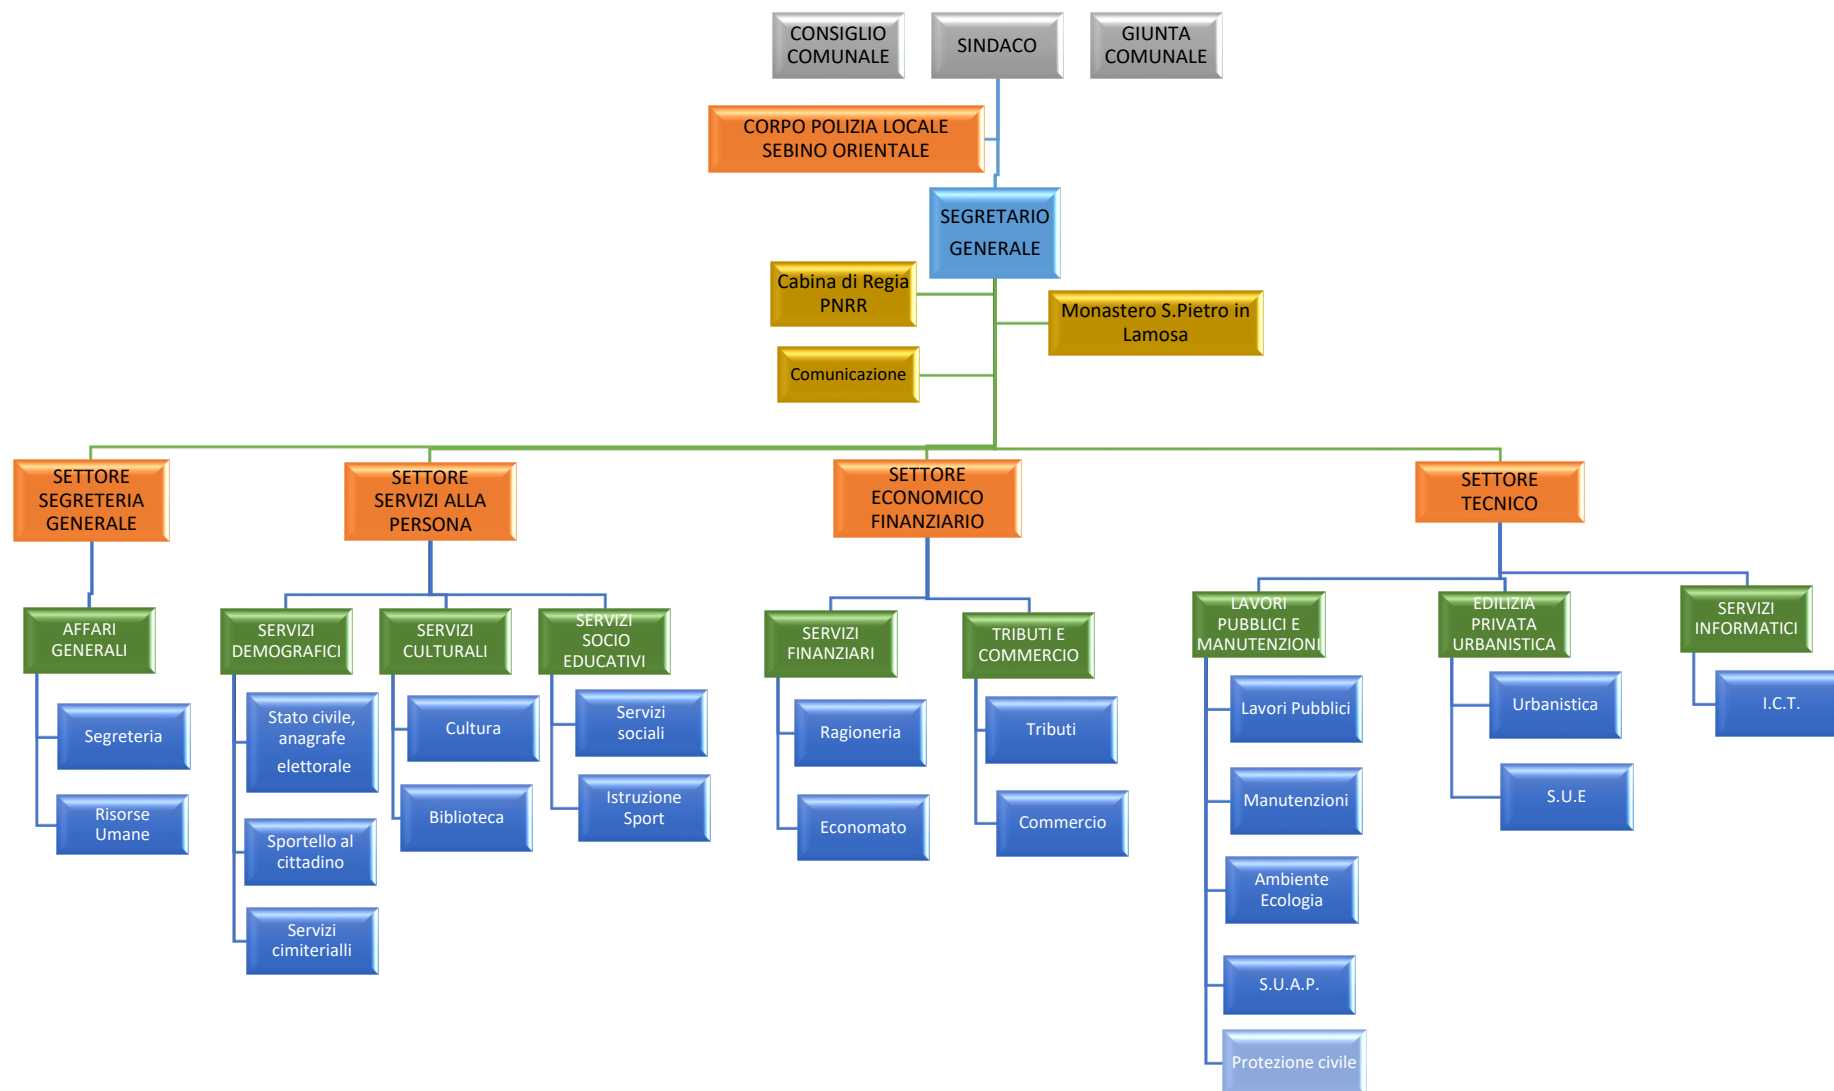 CONSIGLIO
COMUNALE
SINDACO
GIUNTA
COMUNALE
CORPO POLIZIA LOCALE
SEBINO ORIENTALE
SEGRETARIO
GENERALE
Cabina di Regia
PNRR
Monastero S.Pietro in
Lamosa
Comunicazione
SETTORE
SEGRETERIA
GENERALE
SETTORE
SERVIZI ALLA
PERSONA
SETTORE
ECONOMICO
FINANZIARIO
SETTORE
TECNICO
AFFARI
GENERALI
SERVIZI
DEMOGRAFICI
SERVIZI
CULTURALI
SERVIZI
SOCIO
EDUCATIVI
SERVIZI
FINANZIARI
TRIBUTI E
COMMERCIO
LAVORI
PUBBLICI E
MANUTENZIONI
EDILIZIA
PRIVATA
URBANISTICA
SERVIZI
INFORMATICI
Segreteria
Risorse
Umane
Stato civile,
anagrafe
elettorale
Sportello al
cittadino
Servizi
cimiterialli
Cultura
Biblioteca
Servizi
sociali
Istruzione
Sport
Ragioneria
Economato
Tributi
Commercio
Lavori Pubblici
Manutenzioni
Ambiente
Ecologia
S.U.A.P.
Protezione civile
Urbanistica
S.U.E
I.C.T.